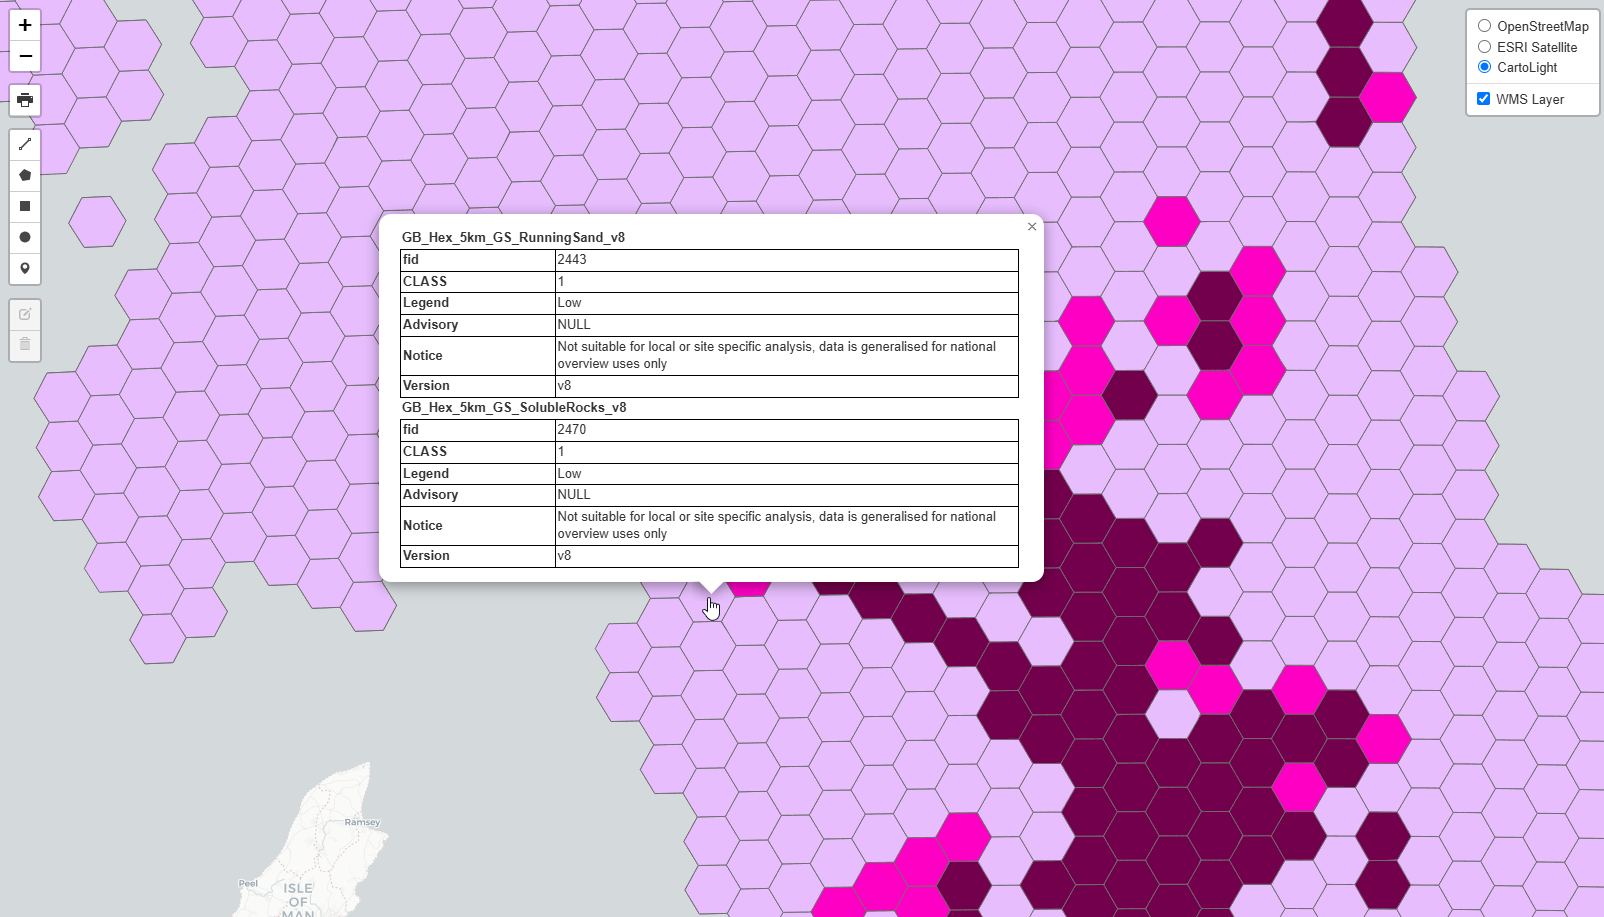 +
−
OpenStreetMap
ESRI Satellite
CartoLight
WMS Layer
×
GB_Hex_5km_GS_RunningSand_v8
fid 2443
CLASS 1
Legend Low
Advisory NULL
Notice Not suitable for local or site specific analysis, data is generalised for national
overview uses only
Version v8
GB_Hex_5km_GS_SolubleRocks_v8
fid 2470
CLASS 1
Legend Low
Advisory NULL
Notice Not suitable for local or site specific analysis, data is generalised for national
overview uses only
Version v8
Ramsey
Peel
ISLE
OF
MAN